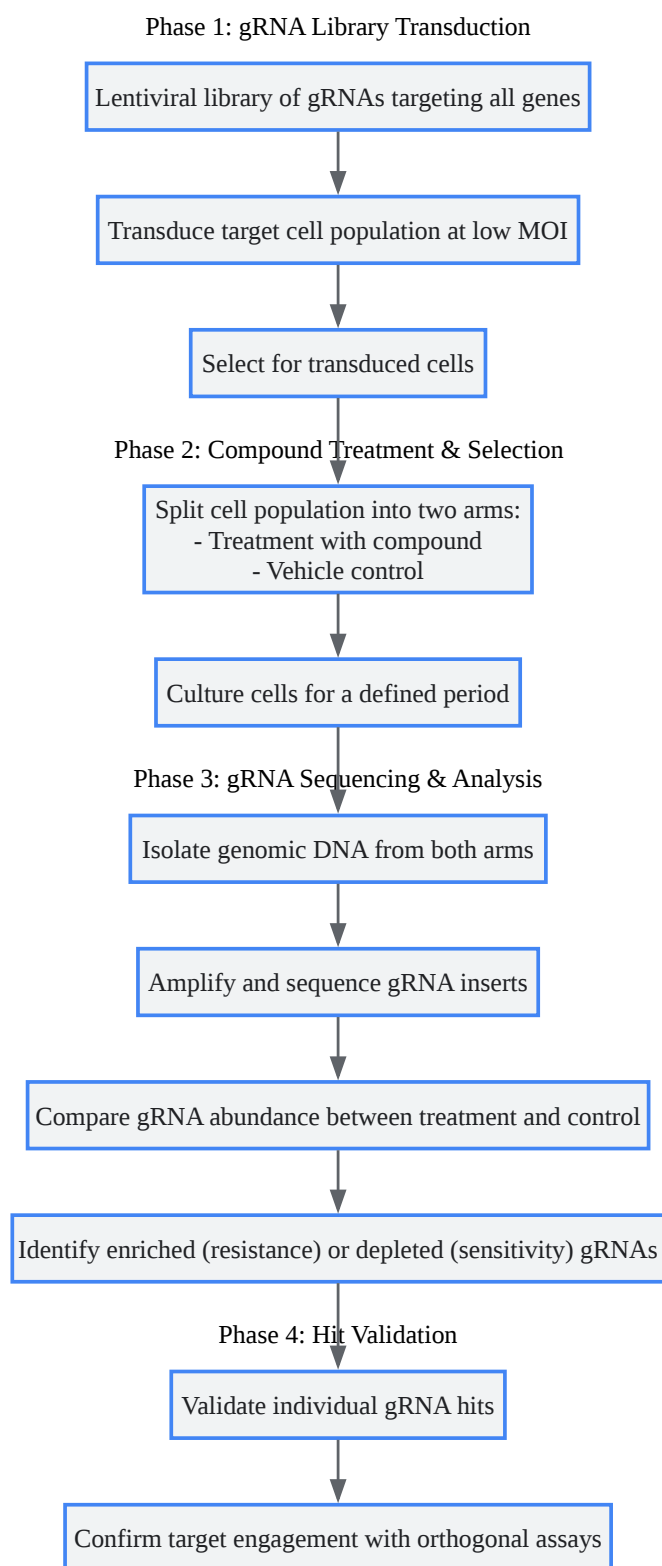 Phase 1: gRNA Library Transduction
Lentiviral library of gRNAs targeting all genes
Transduce target cell population at low MOI
Select for transduced cells
Phase 2: Compound Treatment & Selection
Split cell population into two arms:
- Treatment with compound
- Vehicle control
Culture cells for a defined period
Phase 3: gRNA Sequencing & Analysis
Isolate genomic DNA from both arms
Amplify and sequence gRNA inserts
Compare gRNA abundance between treatment and control
Identify enriched (resistance) or depleted (sensitivity) gRNAs
Phase 4: Hit Validation
Validate individual gRNA hits
Confirm target engagement with orthogonal assays